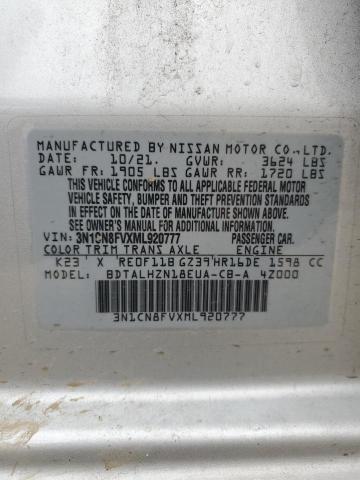 MANUFACTURED BY NISSAN MOTOR CO.,LTD.
DATE: 10/21. GVWR: 3624 LBS
GAWR FR: 1905 LBS GAWR RR: 1720 LBS
THIS VEHICLE CONFORMS TO ALL APPLICABLE FEDERAL MOTOR
VEHICLE SAFETY, BUMPER, AND THEFT PREVENTION
STANDARDS IN EFFECT ON THE DATE OF
MANUFACTURE SHOWN ABOVE.
SEE OWNER'S MANUAL FOR ADDITIONAL INFORMATION.
VIN: 3N1CN8FVXML920777 PASSENGER CAR.
COLOR TRIM TRANS AXLE ENGINE
K23 X RE0F11B GZ39 HR16DE 1598 CC
MODEL: BDTALHZN18EUA-CB-A 4Z000
3N1CN8FVXML920777